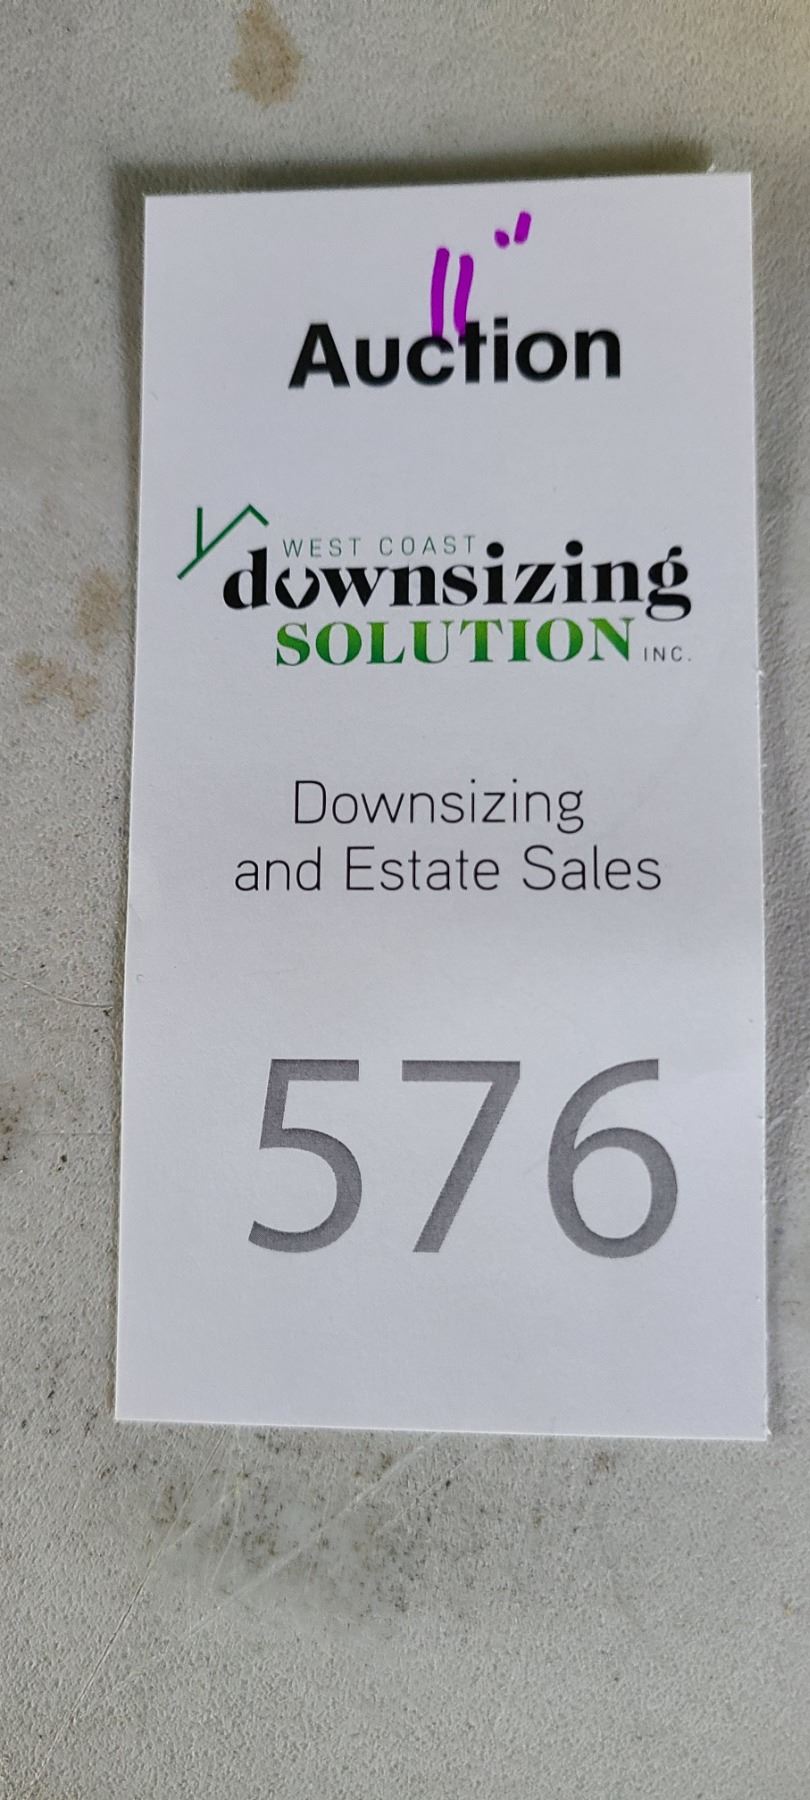 11"
Auction
WEST COAST
downsizing
SOLUTION INC.
Downsizing
and Estate Sales
576